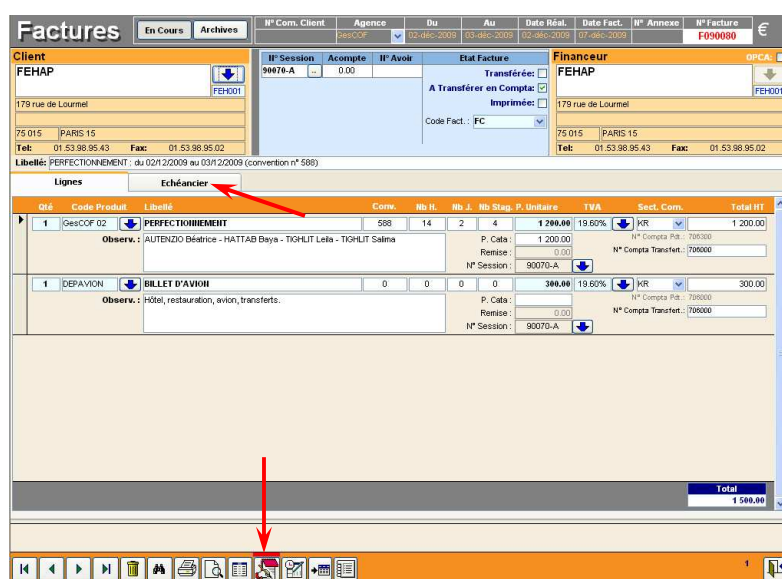 Factures En Cours Archives N° Com. Client Agence Du Au Date Réal. Date Fact. N° Annexe N° Facture €
GesCOF 02-déc-2009 03-déc-2009 02-déc-2009 07-déc-2009 F090080
Client N° Session Acompte N° Avoir Etat Facture Financeur OPCA:
FEHAP 90070-A .. 0.00 Transférée: FEHAP
FEH001 A Transférer en Compta: FEH001
179 rue de Lourmel Imprimée: 179 rue de Lourmel
Code Fact. : FC
75 015 PARIS 15 75 015 PARIS 15
Tel: 01.53.98.95.43 Fax: 01.53.98.95.02 Tel: 01.53.98.95.43 Fax: 01.53.98.95.02
Libellé: PERFECTIONNEMENT : du 02/12/2009 au 03/12/2009 (convention n° 588)
Lignes Echéancier
Qté Code Produit Libellé Conv. Nb H. Nb J. Nb Stag. P. Unitaire TVA Sect. Com. Total HT
1 GesCOF 02 PERFECTIONNEMENT 588 14 2 4 1 200.00 19.60% KR 1 200.00
Observ. : AUTENZIO Béatrice - HATTAB Baya - TIGHLIT Leila - TIGHLIT Salima P. Cata : 1 200.00 N° Compta Pdt. : 706300
Remise : 0.00 N° Compta Transfert. : 706000
N° Session : 90070-A
1 DEPAVION BILLET D'AVION 0 0 0 0 300.00 19.60% KR 300.00
Observ. : Hôtel, restauration, avion, transferts. P. Cata : N° Compta Pdt. : 706000
Remise : 0.00 N° Compta Transfert. : 706000
N° Session : 90070-A
Total
1 500.00
1